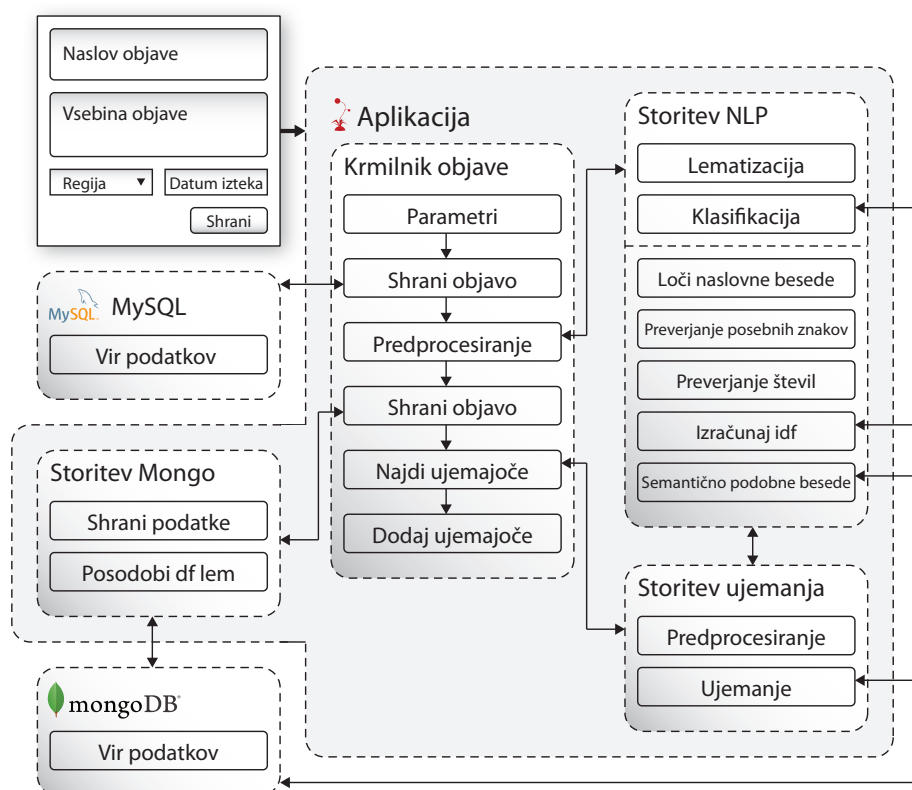 Naslov objave
Vsebina objave
Regija
Datum izteka
Shrani
MySQL
MySQL
Vir podatkov
Storitev Mongo
Shrani podatke
Posodobi df lem
mongoDB
Vir podatkov
Aplikacija
Krmilnik objave
Parametri
Shrani objavo
Predprocesiranje
Shrani objavo
Najdi ujemajoče
Dodaj ujemajoče
Storitev NLP
Lematizacija
Klasifikacija
Loči naslovne besede
Preverjanje posebnih znakov
Preverjanje števil
Izračunaj idf
Semantično podobne besede
Storitev ujemanja
Predprocesiranje
Ujemanje